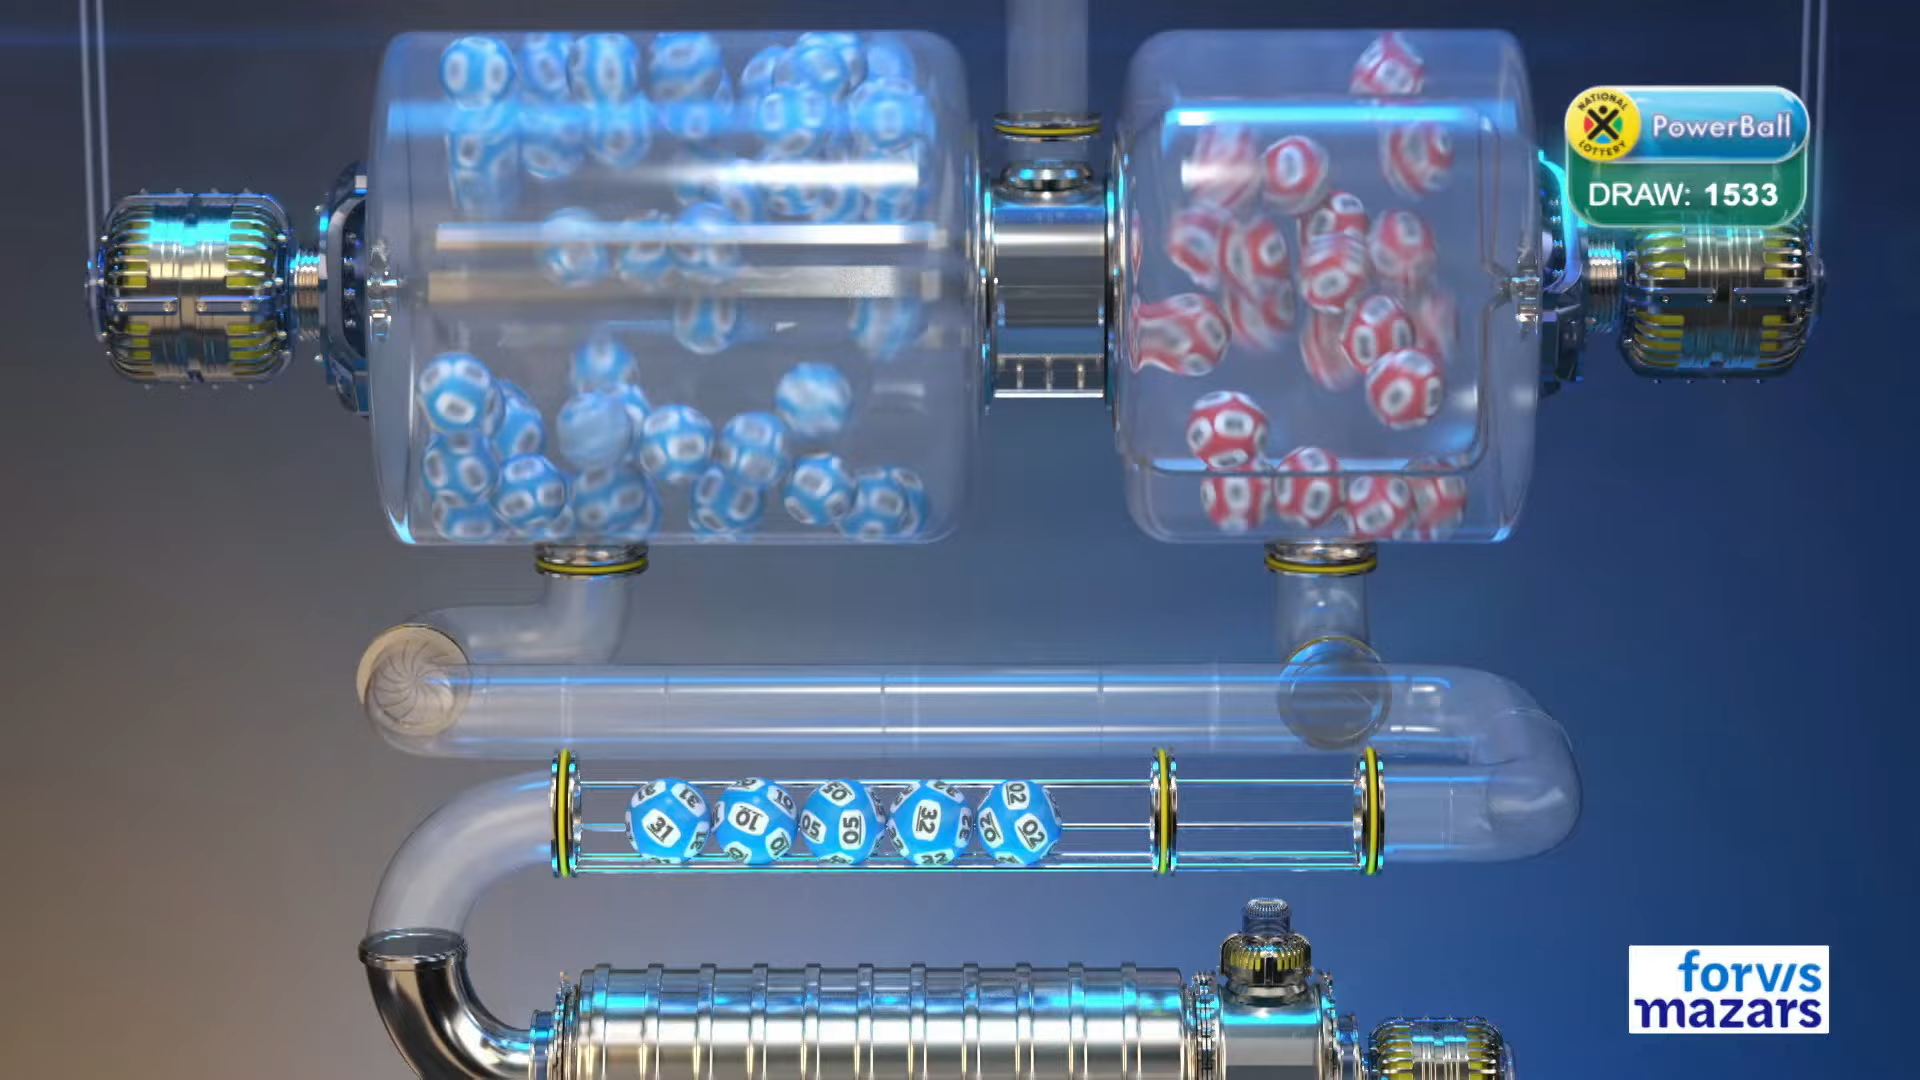 NATIONAL
LOTTERY
PowerBall
DRAW: 1533
31 10 05 32 02
forvis
mazars